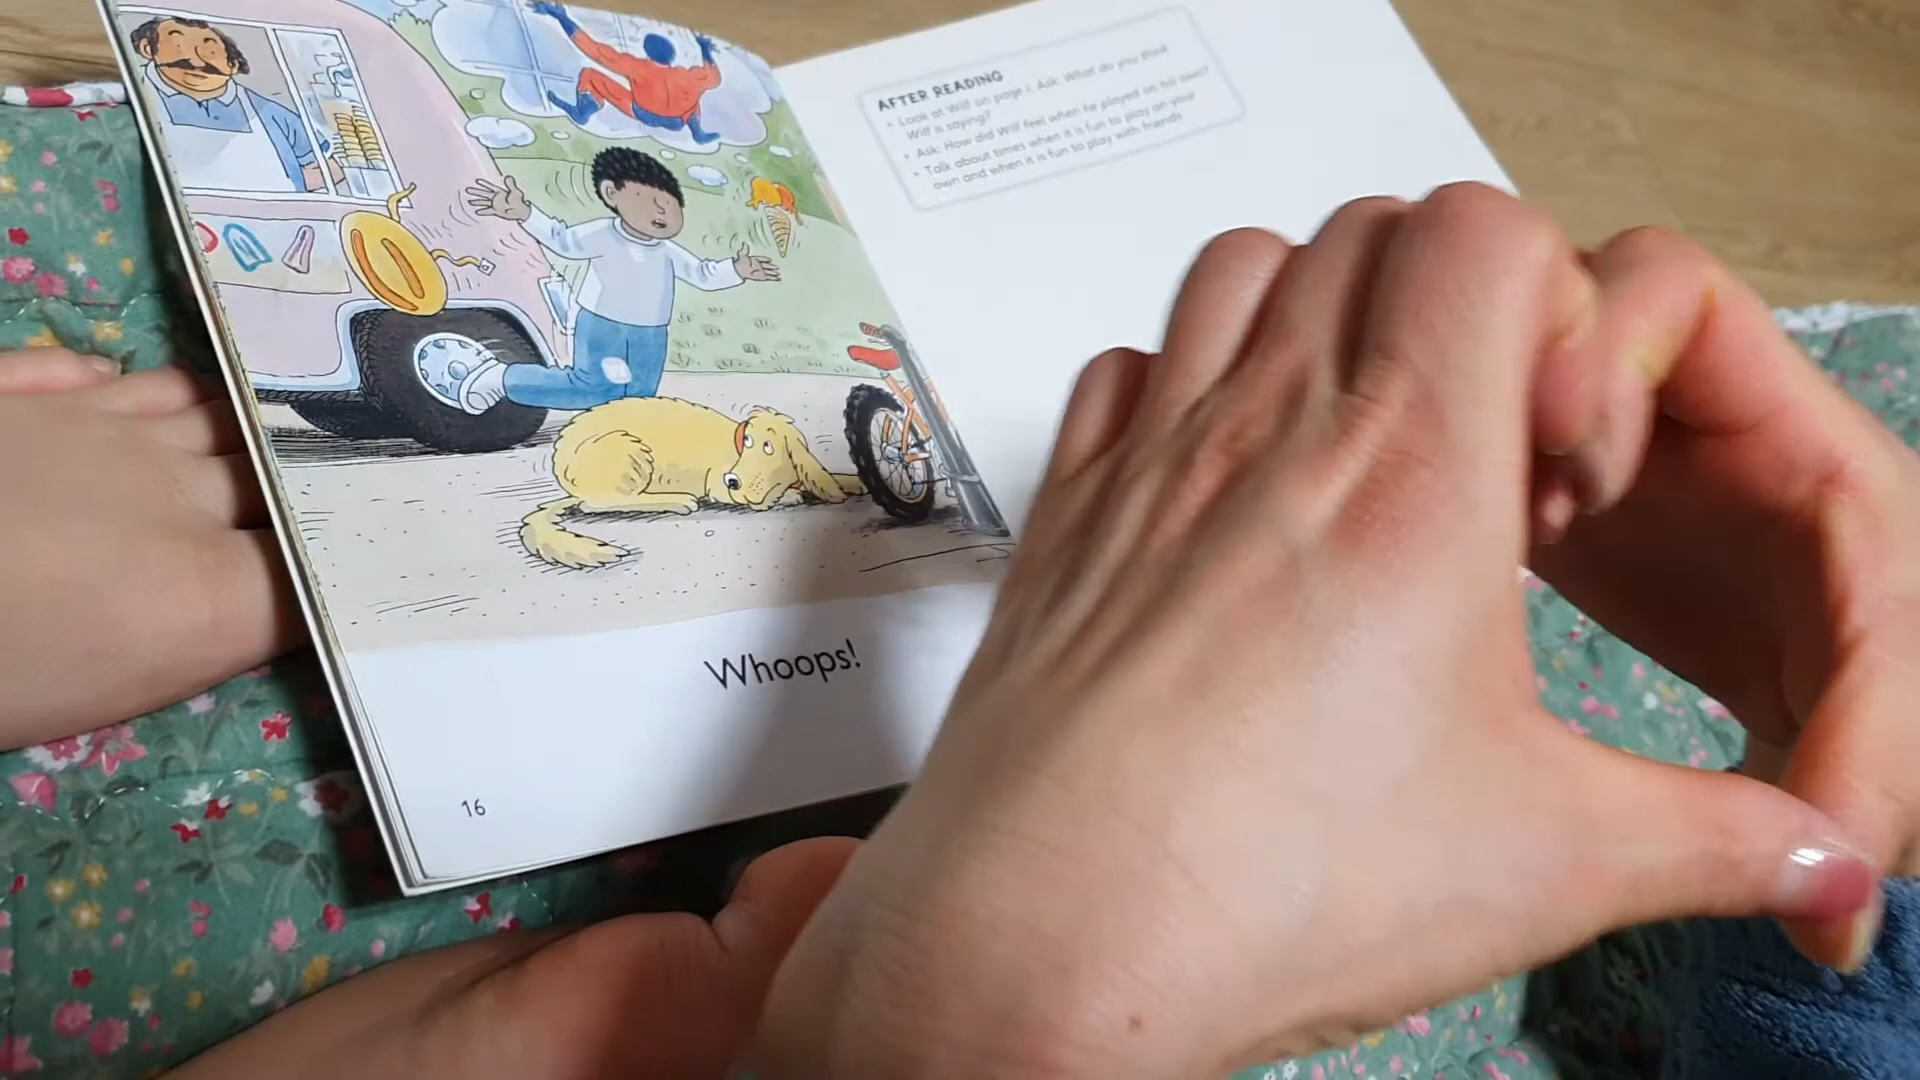 AFTER READING
• Look at Wilf on page 1. Ask: What do you think
Wilf is saying?
• Ask: How did Wilf feel when he played on his own?
• Talk about times when it is fun to play on your
own and when it is fun to play with friends
Whoops!
16